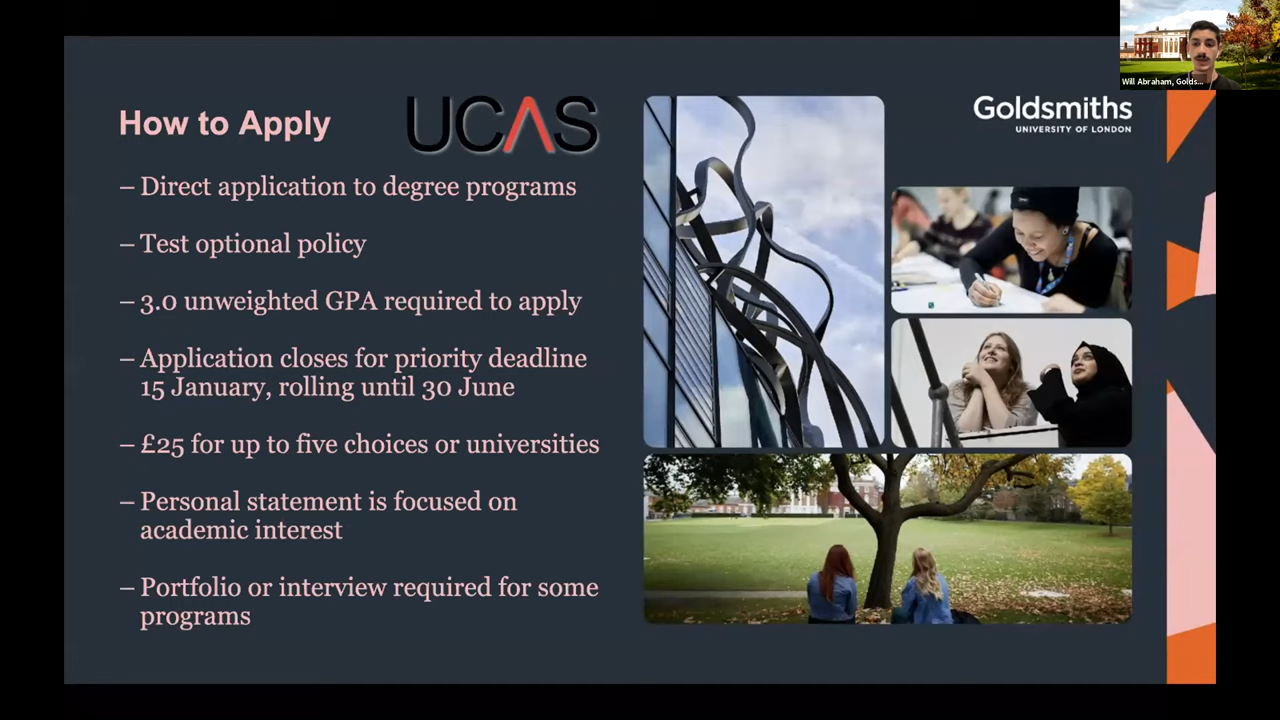 Will Abraham, Golds...
How to Apply
UCAS
Goldsmiths
UNIVERSITY OF LONDON
– Direct application to degree programs
– Test optional policy
– 3.0 unweighted GPA required to apply
– Application closes for priority deadline
15 January, rolling until 30 June
– £25 for up to five choices or universities
– Personal statement is focused on
academic interest
– Portfolio or interview required for some
programs